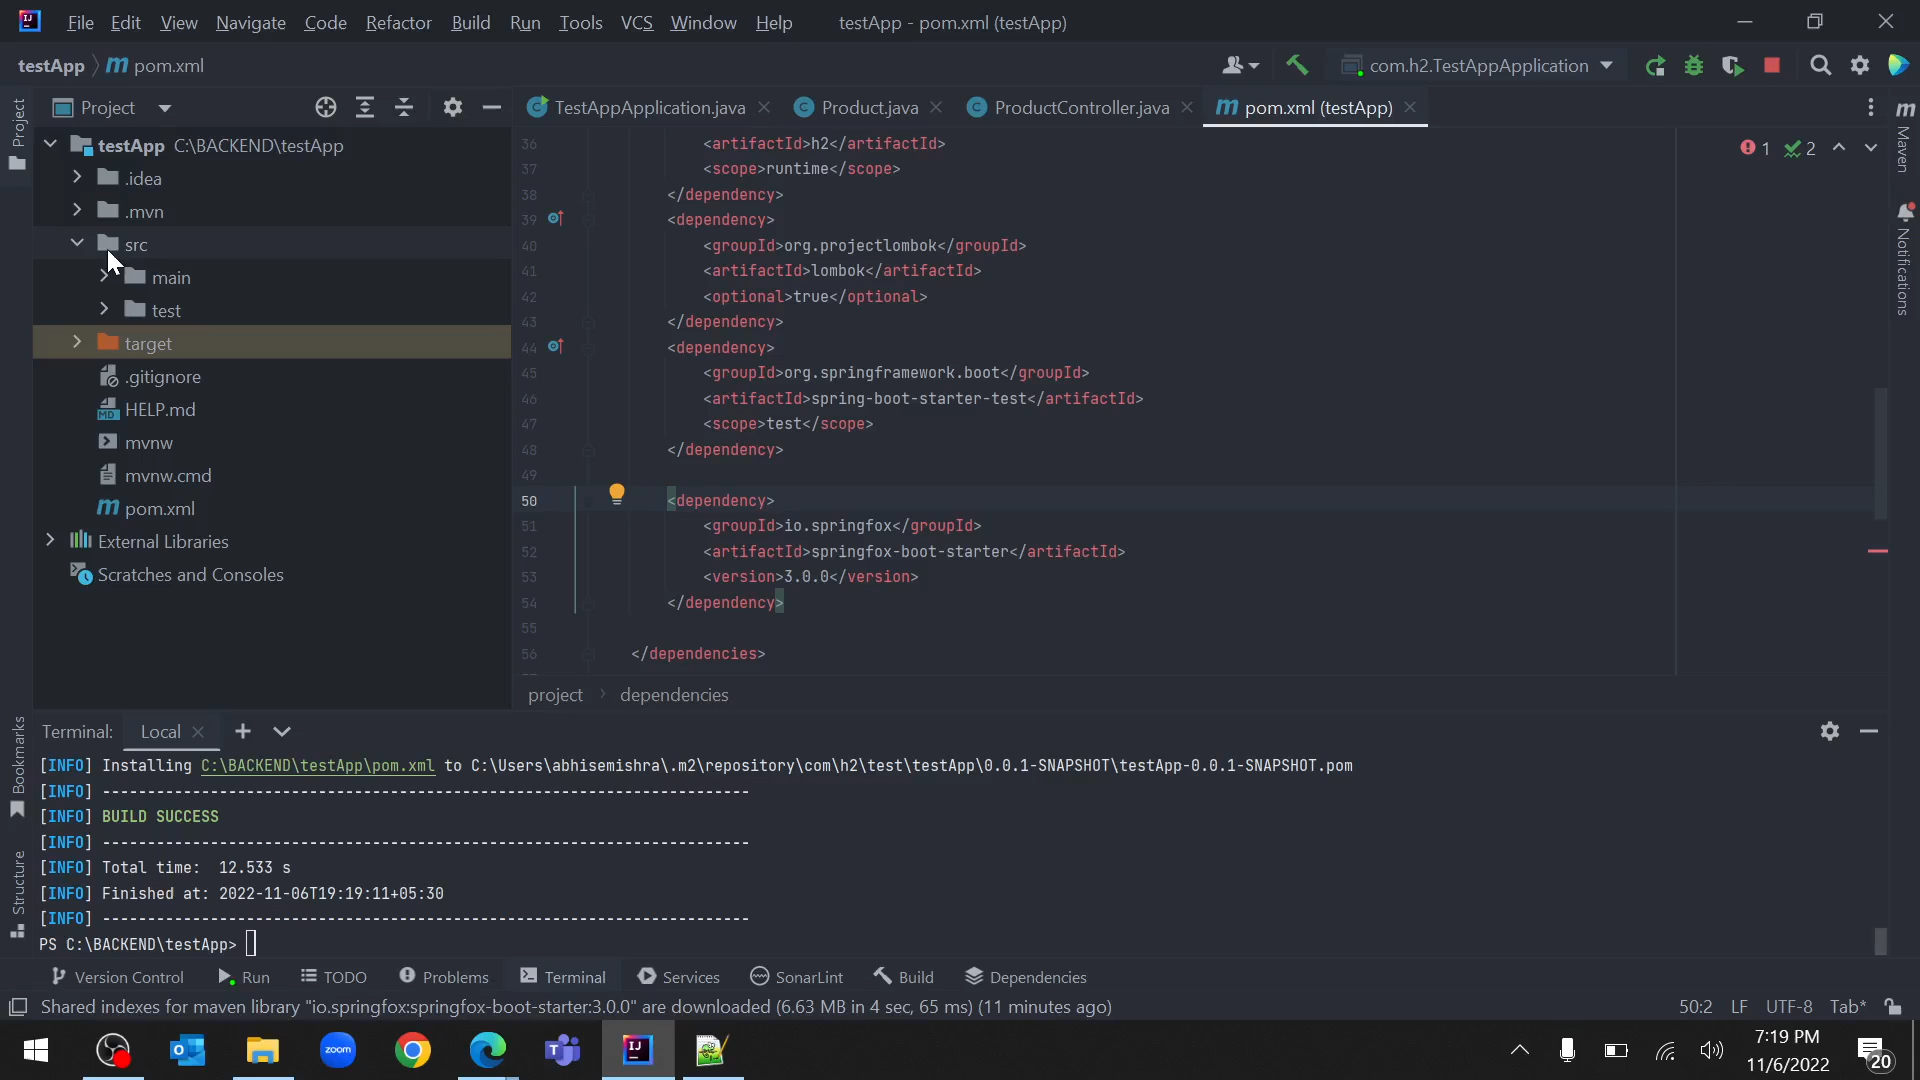 File Edit View Navigate Code Refactor Build Run Tools VCS Window Help testApp - pom.xml (testApp)
testApp pom.xml com.h2.TestAppApplication
Project TestAppApplication.java Product.java ProductController.java pom.xml (testApp)
Project
testApp C:\BACKEND\testApp
.idea
.mvn
src
main
test
target
.gitignore
HELP.md
mvnw
mvnw.cmd
pom.xml
External Libraries
Scratches and Consoles
1 2
36 <artifactId>h2</artifactId>
37 <scope>runtime</scope>
38 </dependency>
39 <dependency>
40 <groupId>org.projectlombok</groupId>
41 <artifactId>lombok</artifactId>
42 <optional>true</optional>
43 </dependency>
44 <dependency>
45 <groupId>org.springframework.boot</groupId>
46 <artifactId>spring-boot-starter-test</artifactId>
47 <scope>test</scope>
48 </dependency>
49
50 <dependency>
51 <groupId>io.springfox</groupId>
52 <artifactId>springfox-boot-starter</artifactId>
53 <version>3.0.0</version>
54 </dependency>
55
56 </dependencies>
project dependencies
Maven
Notifications
Bookmarks
Structure
Terminal: Local
[INFO] Installing C:\BACKEND\testApp\pom.xml to C:\Users\abhisemishra\.m2\repository\com\h2\test\testApp\0.0.1-SNAPSHOT\testApp-0.0.1-SNAPSHOT.pom
[INFO] ------------------------------------------------------------------------
[INFO] BUILD SUCCESS
[INFO] ------------------------------------------------------------------------
[INFO] Total time:  12.533 s
[INFO] Finished at: 2022-11-06T19:19:11+05:30
[INFO] ------------------------------------------------------------------------
PS C:\BACKEND\testApp>
Version Control Run TODO Problems Terminal Services SonarLint Build Dependencies
Shared indexes for maven library "io.springfox:springfox-boot-starter:3.0.0" are downloaded (6.63 MB in 4 sec, 65 ms) (11 minutes ago) 50:2 LF UTF-8 Tab*
zoom
7:19 PM
11/6/2022
20